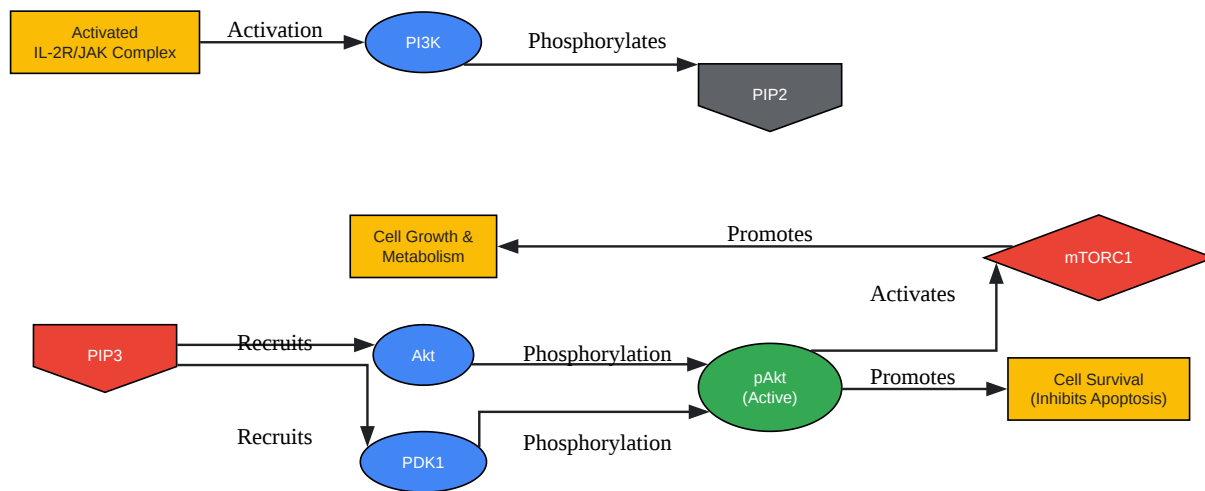 Activated
IL-2R/JAK Complex
Activation
PI3K
Phosphorylates
PIP2
Cell Growth &
Metabolism
Promotes
mTORC1
Activates
PIP3
Recruits
Akt
Phosphorylation
pAkt
(Active)
Promotes
Cell Survival
(Inhibits Apoptosis)
Recruits
PDK1
Phosphorylation